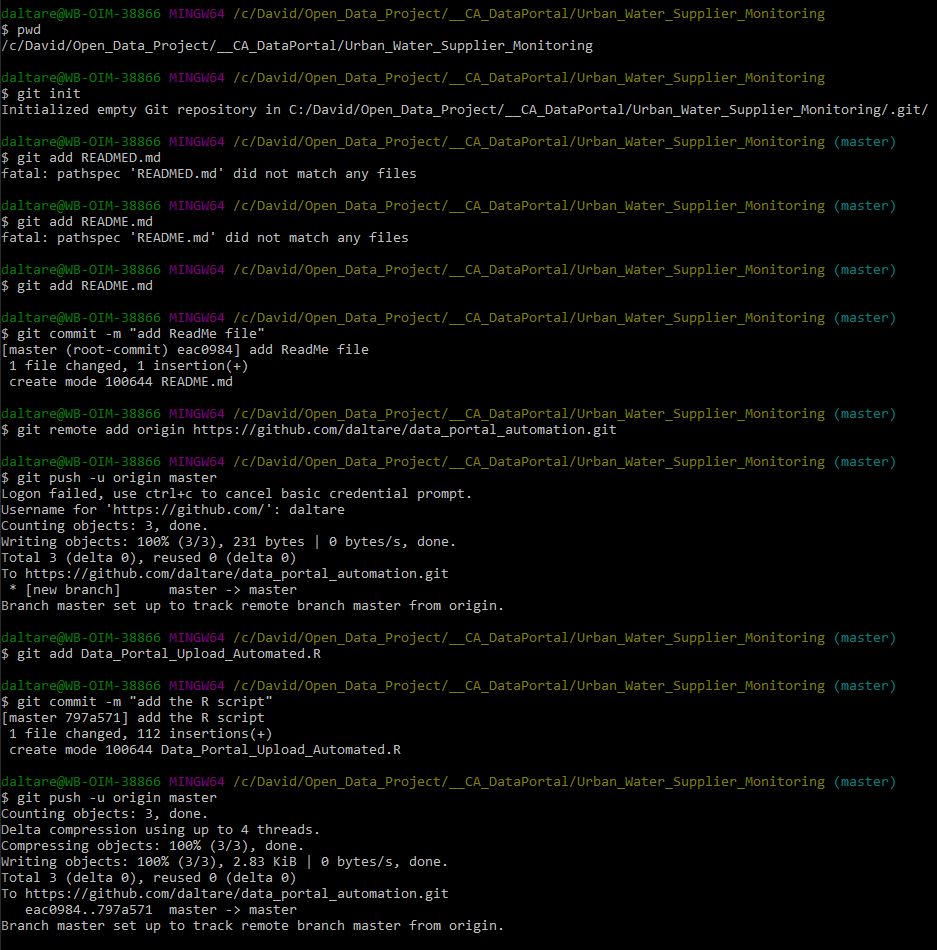 daltare@WB-OIM-38866 MINGW64 /c/David/Open_Data_Project/__CA_DataPortal/Urban_Water_Supplier_Monitoring
$ pwd
/c/David/Open_Data_Project/__CA_DataPortal/Urban_Water_Supplier_Monitoring
daltare@WB-OIM-38866 MINGW64 /c/David/Open_Data_Project/__CA_DataPortal/Urban_Water_Supplier_Monitoring
$ git init
Initialized empty Git repository in C:/David/Open_Data_Project/__CA_DataPortal/Urban_Water_Supplier_Monitoring/.git/
daltare@WB-OIM-38866 MINGW64 /c/David/Open_Data_Project/__CA_DataPortal/Urban_Water_Supplier_Monitoring (master)
$ git add READMED.md
fatal: pathspec 'READMED.md' did not match any files
daltare@WB-OIM-38866 MINGW64 /c/David/Open_Data_Project/__CA_DataPortal/Urban_Water_Supplier_Monitoring (master)
$ git add README.md
fatal: pathspec 'README.md' did not match any files
daltare@WB-OIM-38866 MINGW64 /c/David/Open_Data_Project/__CA_DataPortal/Urban_Water_Supplier_Monitoring (master)
$ git add README.md
daltare@WB-OIM-38866 MINGW64 /c/David/Open_Data_Project/__CA_DataPortal/Urban_Water_Supplier_Monitoring (master)
$ git commit -m "add ReadMe file"
[master (root-commit) eac0984] add ReadMe file
 1 file changed, 1 insertion(+)
 create mode 100644 README.md
daltare@WB-OIM-38866 MINGW64 /c/David/Open_Data_Project/__CA_DataPortal/Urban_Water_Supplier_Monitoring (master)
$ git remote add origin https://github.com/daltare/data_portal_automation.git
daltare@WB-OIM-38866 MINGW64 /c/David/Open_Data_Project/__CA_DataPortal/Urban_Water_Supplier_Monitoring (master)
$ git push -u origin master
Logon failed, use ctrl+c to cancel basic credential prompt.
Username for 'https://github.com/': daltare
Counting objects: 3, done.
Writing objects: 100% (3/3), 231 bytes | 0 bytes/s, done.
Total 3 (delta 0), reused 0 (delta 0)
To https://github.com/daltare/data_portal_automation.git
 * [new branch]      master -> master
Branch master set up to track remote branch master from origin.
daltare@WB-OIM-38866 MINGW64 /c/David/Open_Data_Project/__CA_DataPortal/Urban_Water_Supplier_Monitoring (master)
$ git add Data_Portal_Upload_Automated.R
daltare@WB-OIM-38866 MINGW64 /c/David/Open_Data_Project/__CA_DataPortal/Urban_Water_Supplier_Monitoring (master)
$ git commit -m "add the R script"
[master 797a571] add the R script
 1 file changed, 112 insertions(+)
 create mode 100644 Data_Portal_Upload_Automated.R
daltare@WB-OIM-38866 MINGW64 /c/David/Open_Data_Project/__CA_DataPortal/Urban_Water_Supplier_Monitoring (master)
$ git push -u origin master
Counting objects: 3, done.
Delta compression using up to 4 threads.
Compressing objects: 100% (3/3), done.
Writing objects: 100% (3/3), 2.83 KiB | 0 bytes/s, done.
Total 3 (delta 0), reused 0 (delta 0)
To https://github.com/daltare/data_portal_automation.git
   eac0984..797a571  master -> master
Branch master set up to track remote branch master from origin.